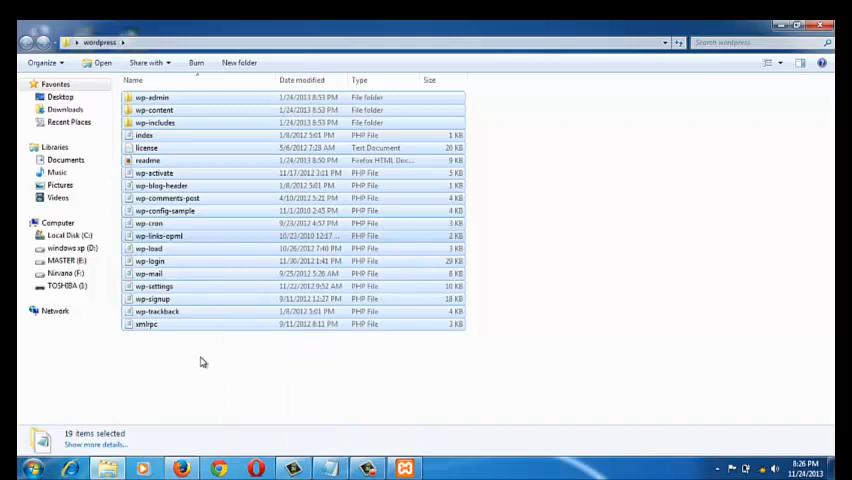 wordpress
Search wordpress
Organize Open Share with Burn New folder
Name Date modified Type Size
Favorites
Desktop
Downloads
Recent Places
Libraries
Documents
Music
Pictures
Videos
Computer
Local Disk (C:)
windows xp (D:)
MASTER (E:)
Nirvana (F:)
TOSHIBA (I:)
Network
wp-admin 1/24/2013 8:53 PM File folder
wp-content 1/24/2013 8:53 PM File folder
wp-includes 1/24/2013 8:53 PM File folder
index 1/8/2012 5:01 PM PHP File 1 KB
license 5/6/2012 7:28 AM Text Document 20 KB
readme 1/24/2013 8:50 PM Firefox HTML Doc... 9 KB
wp-activate 11/17/2012 3:11 PM PHP File 5 KB
wp-blog-header 1/8/2012 5:01 PM PHP File 1 KB
wp-comments-post 4/10/2012 5:21 PM PHP File 4 KB
wp-config-sample 11/1/2010 2:45 PM PHP File 4 KB
wp-cron 9/23/2012 4:57 PM PHP File 3 KB
wp-links-opml 10/23/2010 12:17 ... PHP File 2 KB
wp-load 10/26/2012 7:40 PM PHP File 3 KB
wp-login 11/30/2012 1:41 PM PHP File 29 KB
wp-mail 9/25/2012 5:26 AM PHP File 8 KB
wp-settings 11/22/2012 9:52 AM PHP File 10 KB
wp-signup 9/11/2012 12:27 PM PHP File 18 KB
wp-trackback 1/8/2012 5:01 PM PHP File 4 KB
xmlrpc 9/11/2012 8:11 PM PHP File 3 KB
19 items selected
Show more details...
8:26 PM
11/24/2013